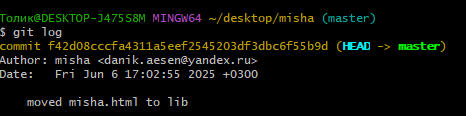 Толик@DESKTOP-J475S8M MINGW64 ~/desktop/misha (master)
$ git log
commit f42d08cccfa4311a5eef2545203df3dbc6f55b9d (HEAD -> master)
Author: misha <danik.aesen@yandex.ru>
Date:   Fri Jun 6 17:02:55 2025 +0300
    moved misha.html to lib